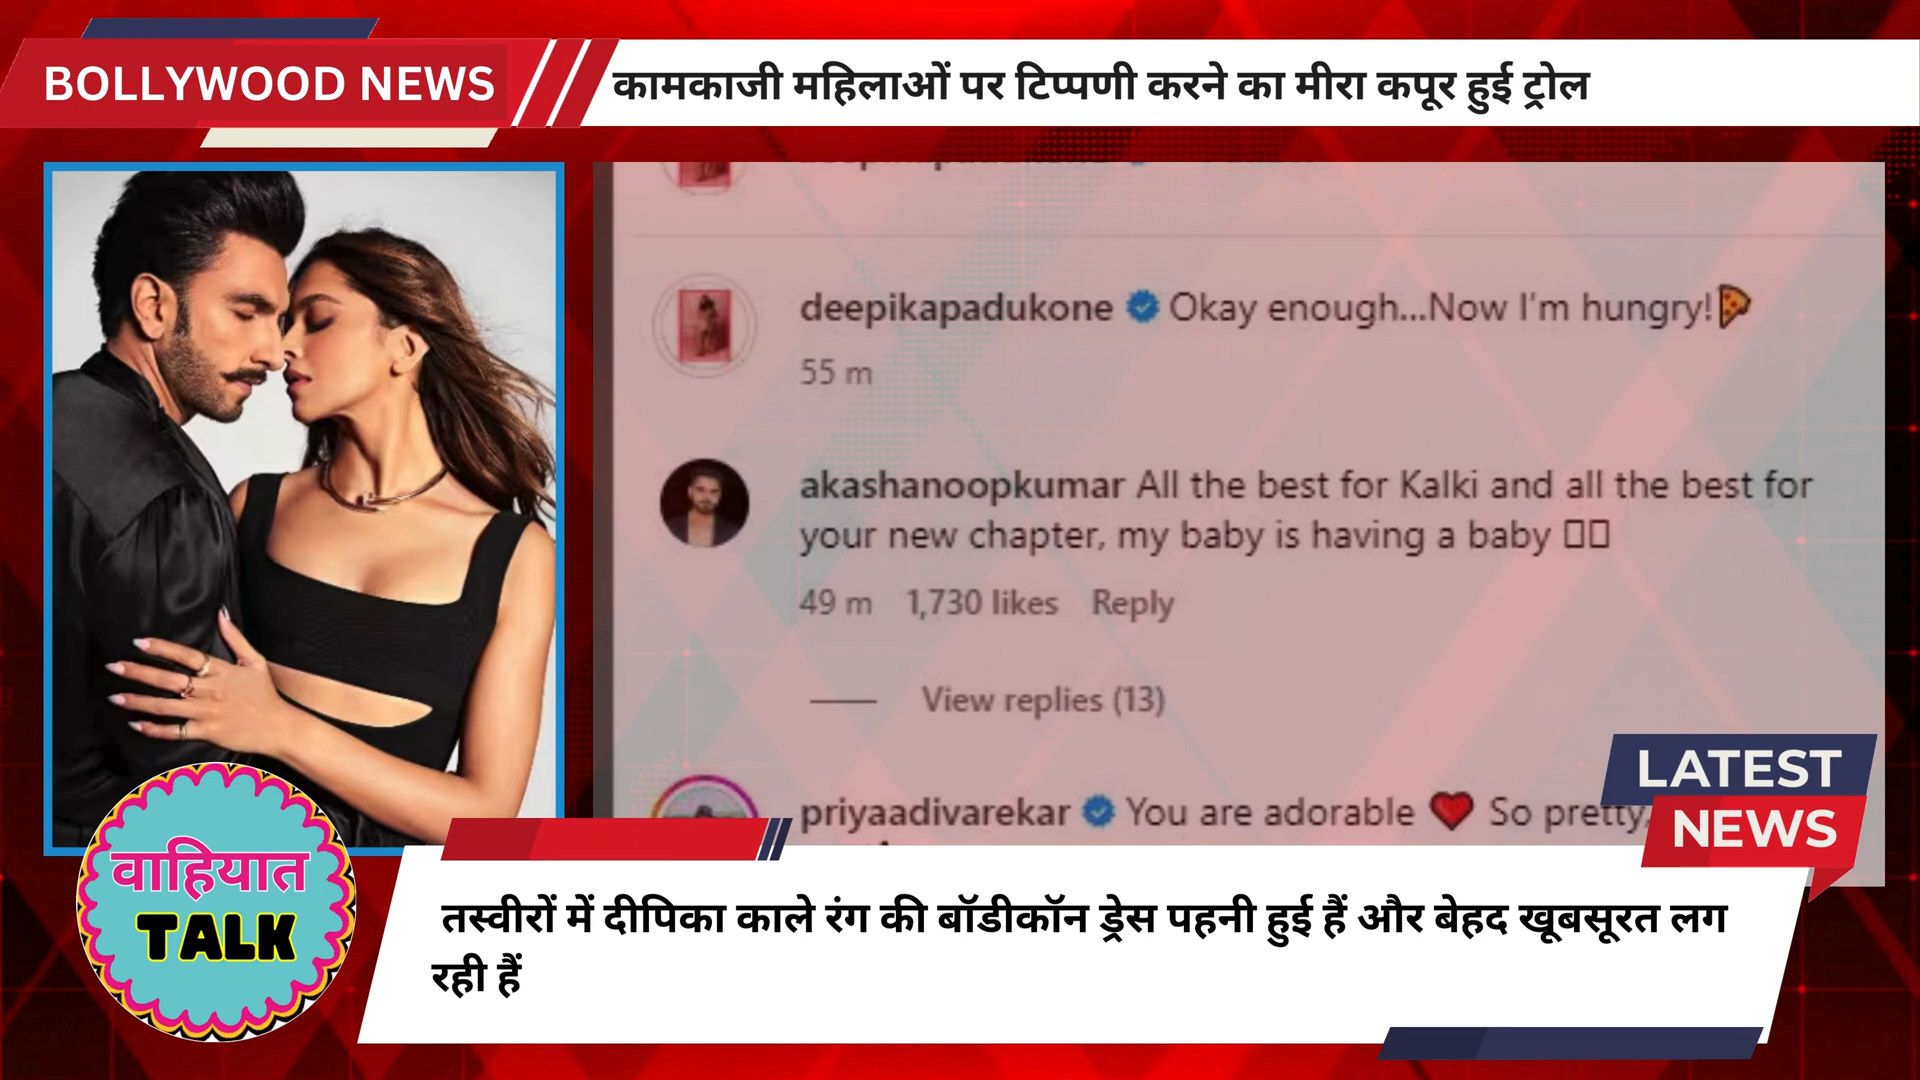 BOLLYWOOD NEWS
कामकाजी महिलाओं पर टिप्पणी करने का मीरा कपूर हुई ट्रोल
deepikapadukone Okay enough...Now I'm hungry!
55 m
akashanoopkumar All the best for Kalki and all the best for
your new chapter, my baby is having a baby
49 m 1,730 likes Reply
View replies (13)
priyaadivarekar You are adorable So pretty,
LATEST
NEWS
वाहियात
TALK
तस्वीरों में दीपिका काले रंग की बॉडीकॉन ड्रेस पहनी हुई हैं और बेहद खूबसूरत लग
रही हैं